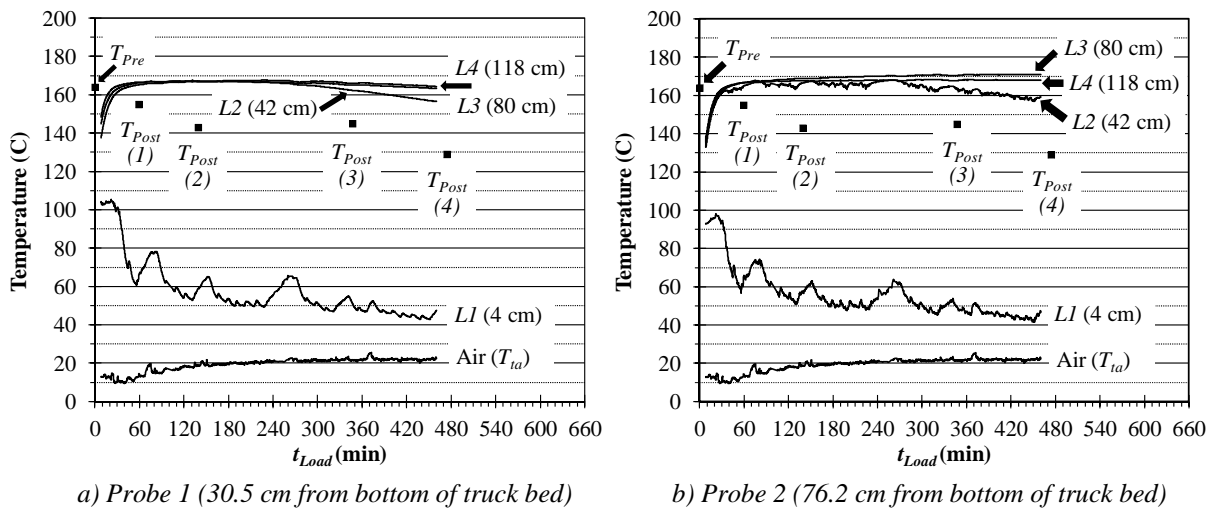 200
180
160
140
120
100
80
60
40
20
0
Temperature (C)
T_Pre
L4 (118 cm)
L2 (42 cm)
L3 (80 cm)
T_Post (1)
T_Post (2)
T_Post (3)
T_Post (4)
L1 (4 cm)
Air (T_ta)
0 60 120 180 240 300 360 420 480 540 600 660
t_Load (min)
a) Probe 1 (30.5 cm from bottom of truck bed)
200
180
160
140
120
100
80
60
40
20
0
Temperature (C)
T_Pre
L3 (80 cm)
L4 (118 cm)
L2 (42 cm)
T_Post (1)
T_Post (2)
T_Post (3)
T_Post (4)
L1 (4 cm)
Air (T_ta)
0 60 120 180 240 300 360 420 480 540 600 660
t_Load (min)
b) Probe 2 (76.2 cm from bottom of truck bed)